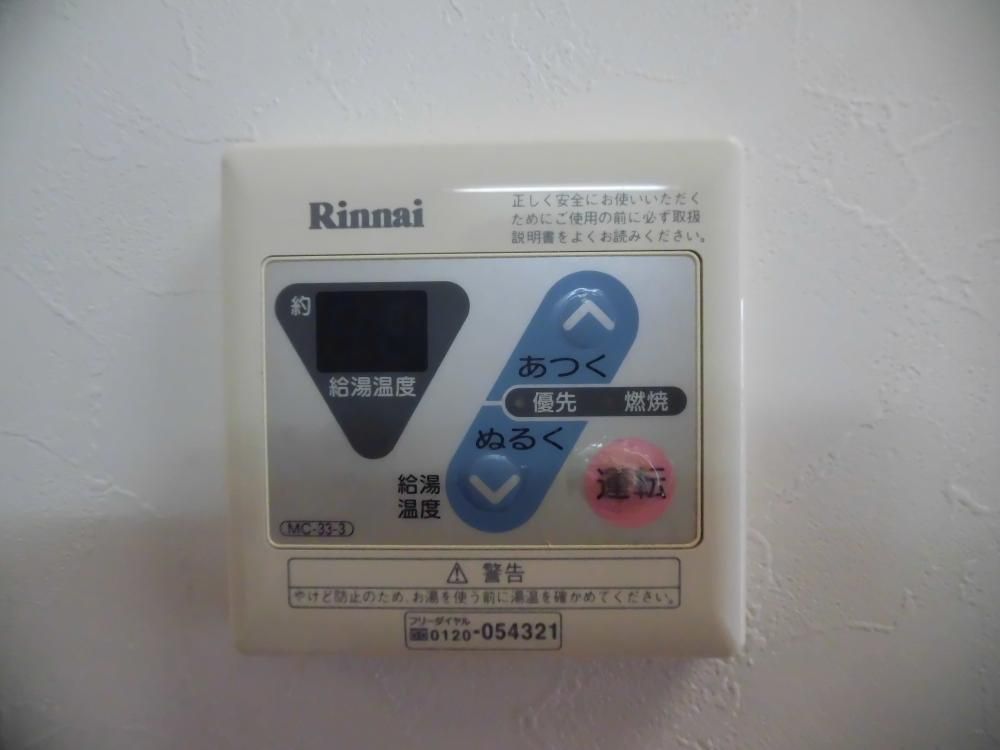 Rinnai
正しく安全にお使いいただく
ためにご使用の前に必ず取扱
説明書をよくお読みください。
約
給湯温度
あつく
優先 燃焼
ぬるく
給湯
温度
運転
MC-33-3
⚠ 警告
やけど防止のため、お湯を使う前に湯温を確かめてください。
フリーダイヤル
0120-054321